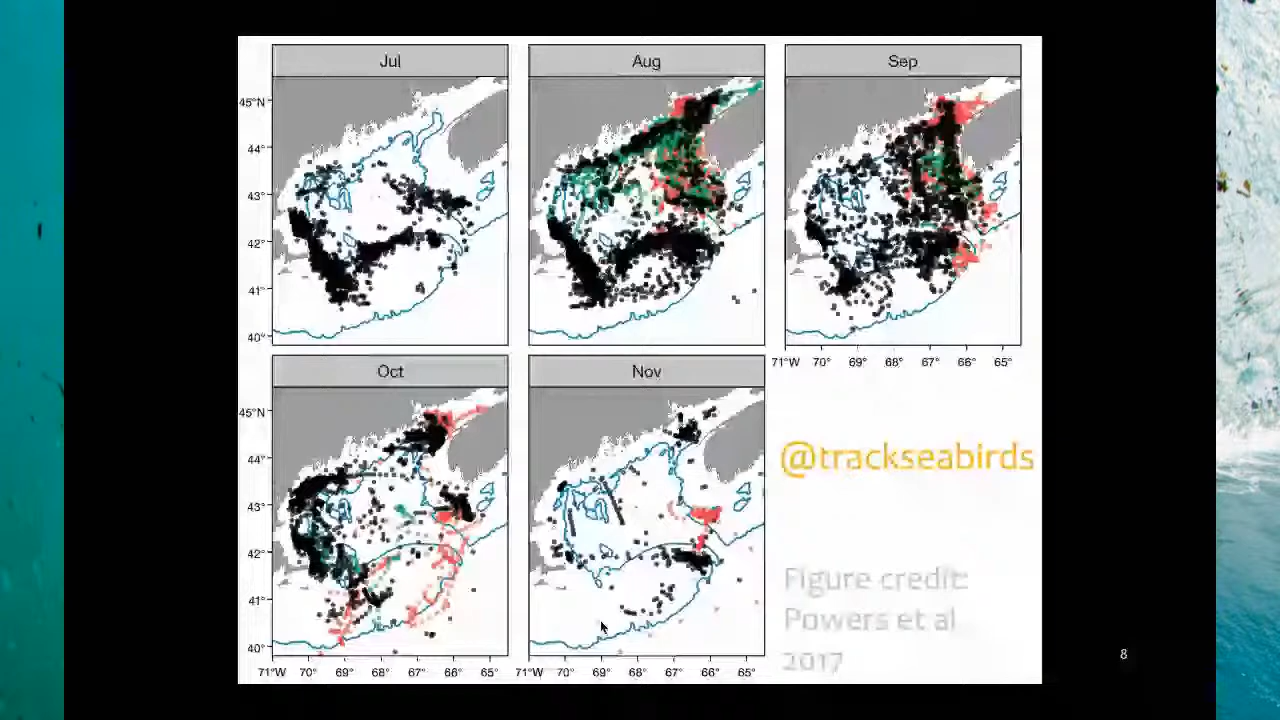 Jul
Aug
Sep
45°N
44°
43°
42°
41°
40°
71°W 70° 69° 68° 67° 66° 65°
Oct
Nov
45°N
44°
43°
42°
41°
40°
71°W 70° 69° 68° 67° 66° 65°
71°W 70° 69° 68° 67° 66° 65°
@trackseabirds
Figure credit:
Powers et al
2017
8